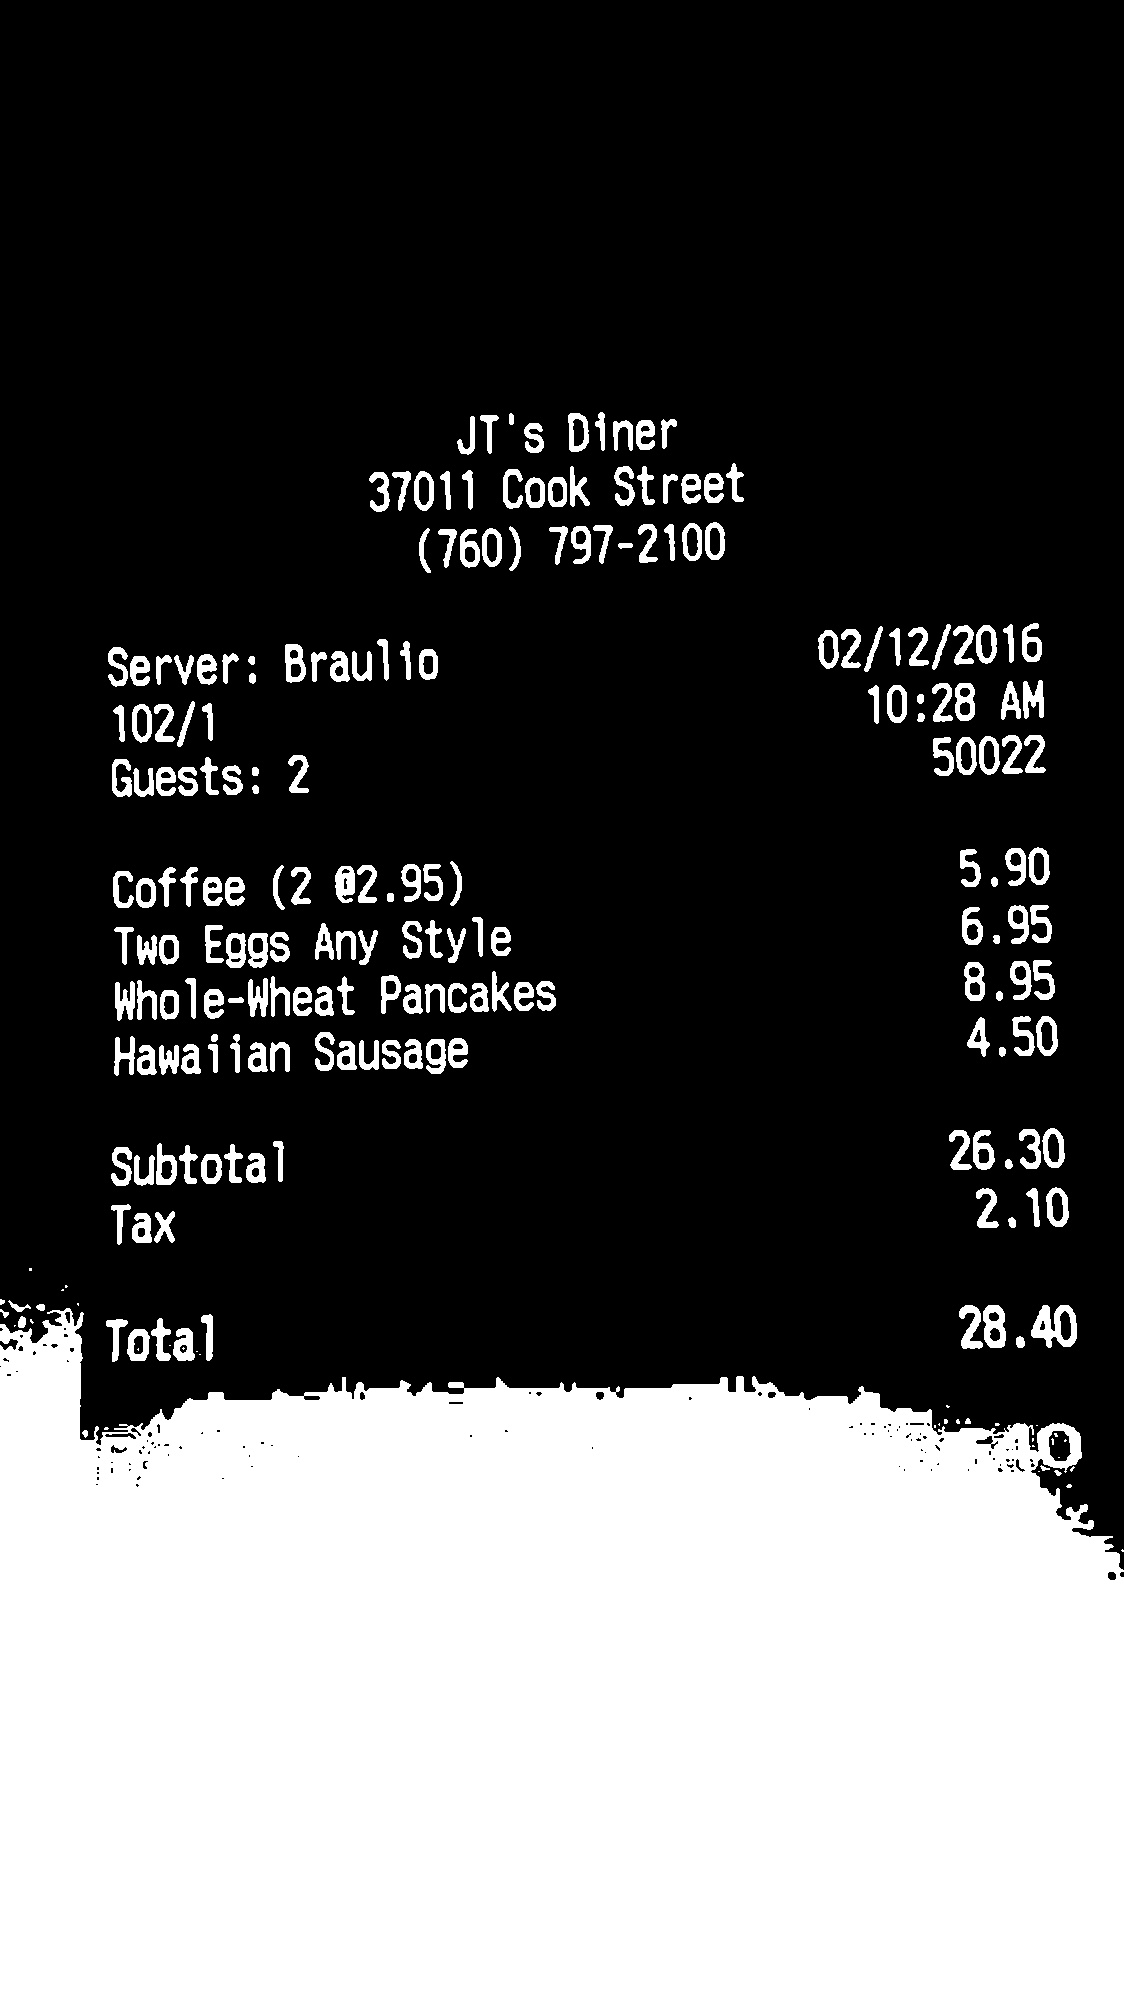 JT's Diner
37011 Cook Street
(760) 797-2100
Server: Braulio 02/12/2016
102/1 10:28 AM
Guests: 2 50022
Coffee (2 @2.95) 5.90
Two Eggs Any Style 6.95
Whole-Wheat Pancakes 8.95
Hawaiian Sausage 4.50
Subtotal 26.30
Tax 2.10
Total 28.40